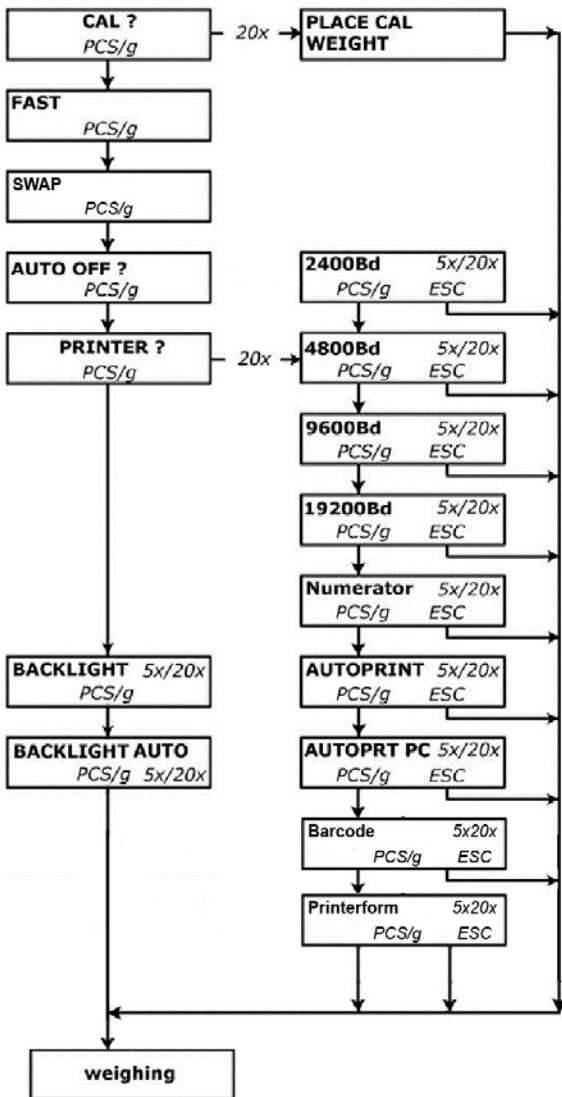 CAL ?
PCS/g
20x
PLACE CAL
WEIGHT
FAST
PCS/g
SWAP
PCS/g
AUTO OFF ?
PCS/g
PRINTER ?
PCS/g
20x
2400Bd 5x/20x
PCS/g ESC
4800Bd 5x/20x
PCS/g ESC
9600Bd 5x/20x
PCS/g ESC
19200Bd 5x/20x
PCS/g ESC
Numerator 5x/20x
PCS/g ESC
BACKLIGHT 5x/20x
PCS/g
AUTOPRINT 5x/20x
PCS/g ESC
BACKLIGHT AUTO
PCS/g 5x/20x
AUTOPRT PC 5x/20x
PCS/g ESC
Barcode 5x20x
PCS/g ESC
Printerform 5x20x
PCS/g ESC
weighing